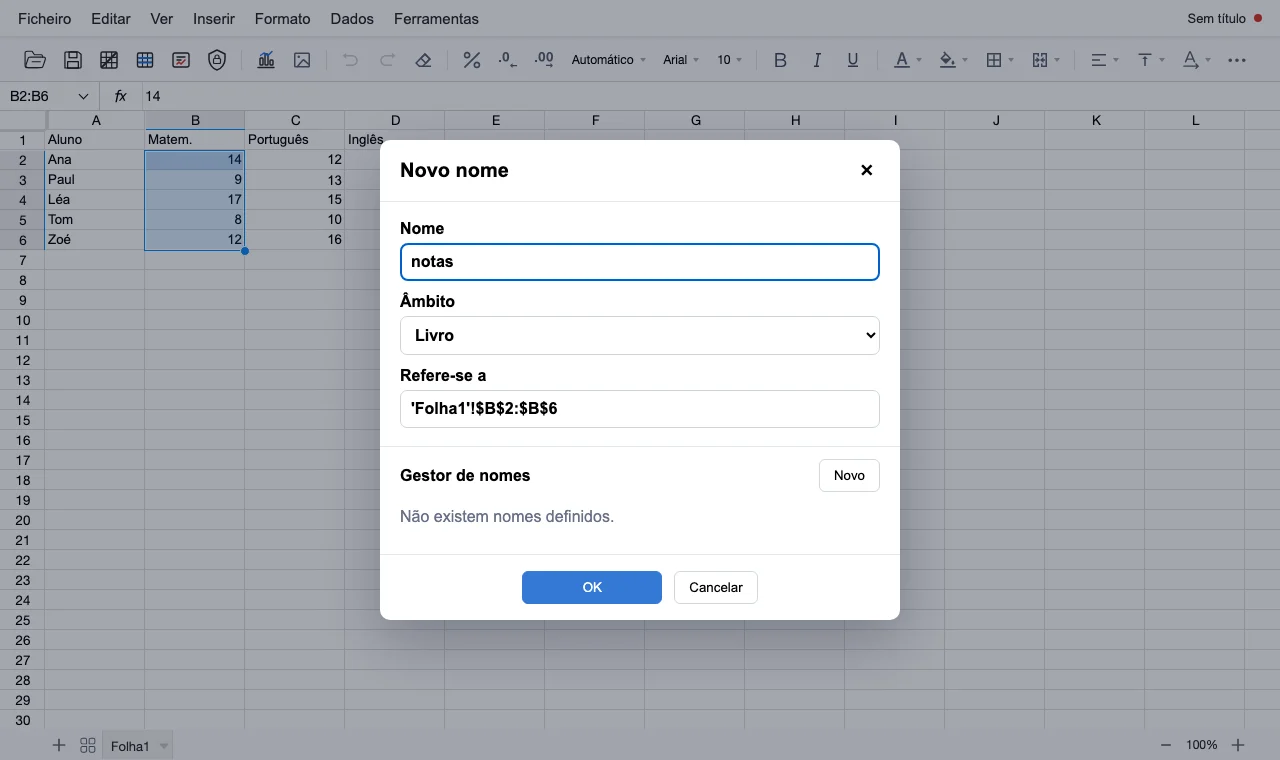 Ficheiro Editar Ver Inserir Formato Dados Ferramentas Sem título
% .0 .00 Automático Arial 10 B I U A A
B2:B6 fx 14
A B C D E F G H I J K L
1 Aluno Matem. Português Inglês
2 Ana 14 12
3 Paul 9 13
4 Léa 17 15
5 Tom 8 10
6 Zoé 12 16
7
8
9
10
11
12
13
14
15
16
17
18
19
20
21
22
23
24
25
26
27
28
29
30
Novo nome
Nome
notas
Âmbito
Livro
Refere-se a
'Folha1'!$B$2:$B$6
Gestor de nomes Novo
Não existem nomes definidos.
OK Cancelar
Folha1 100%